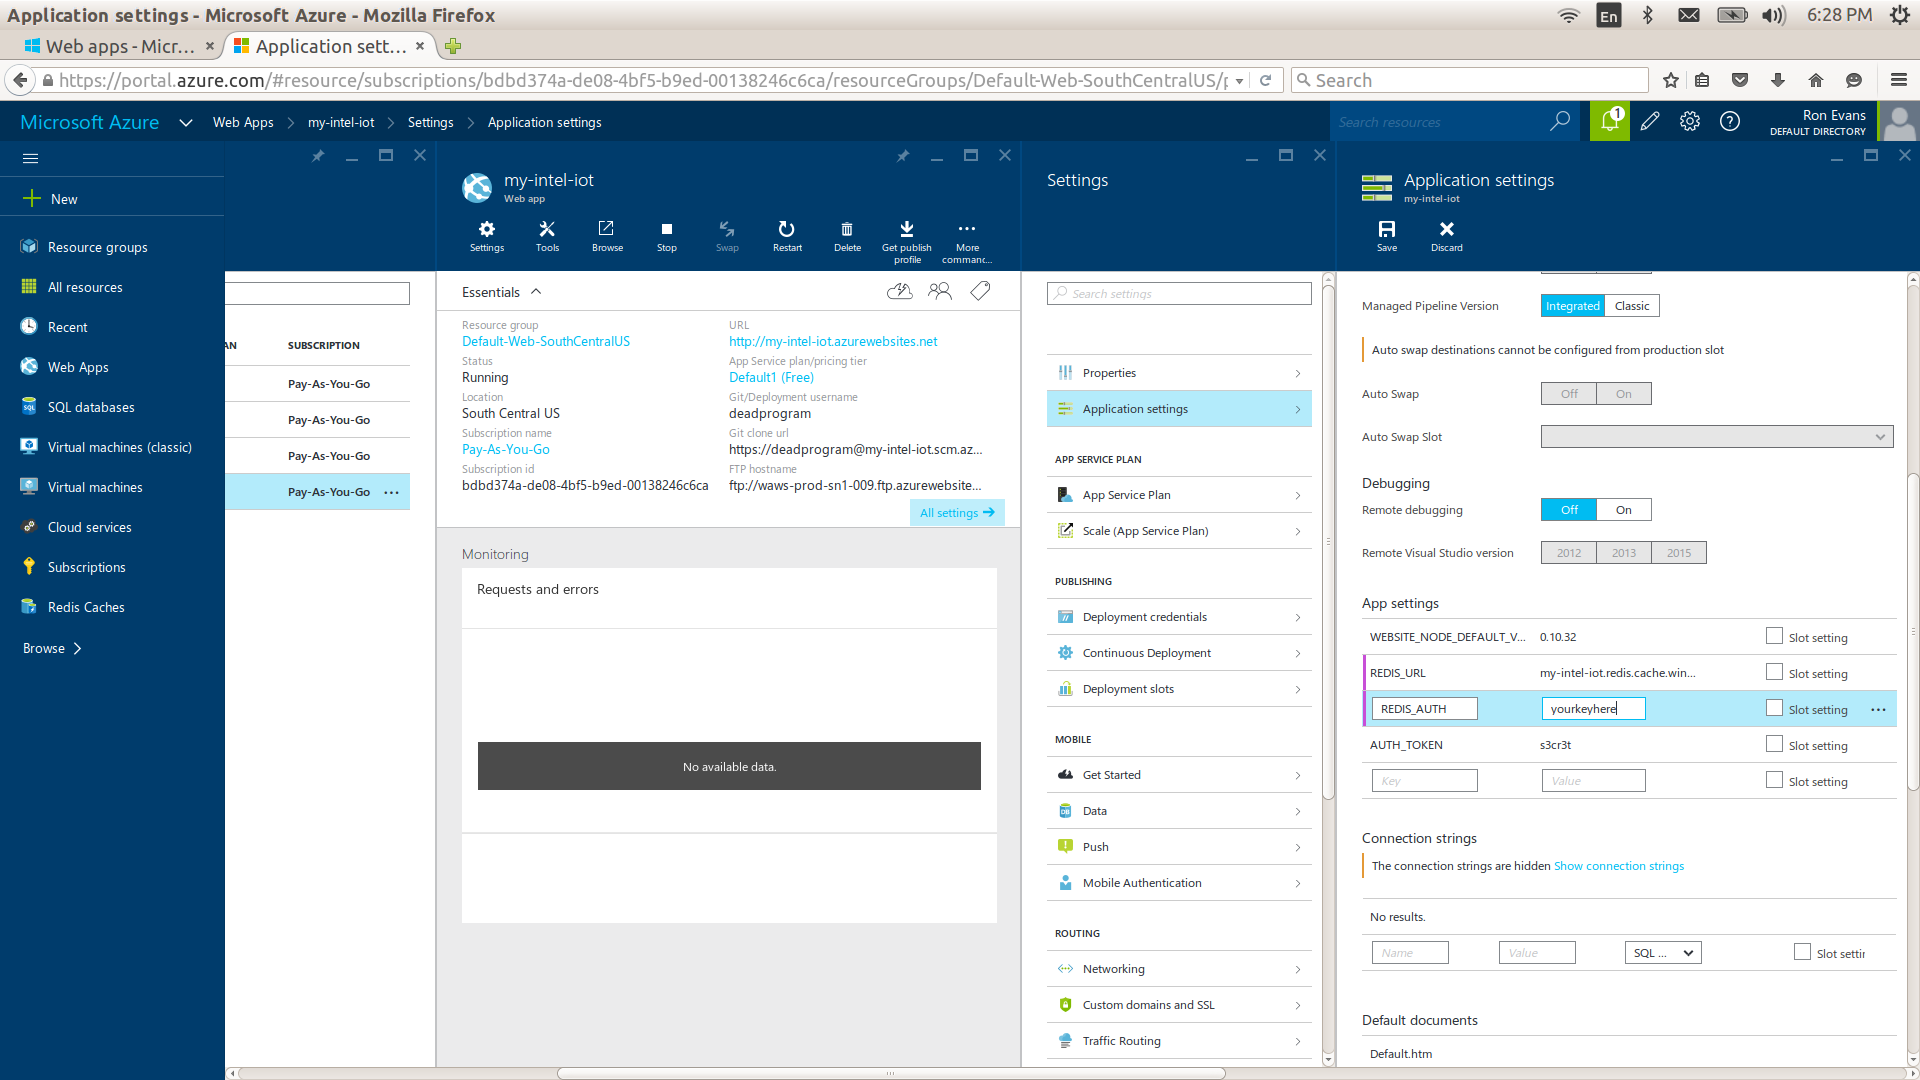 Application settings - Microsoft Azure - Mozilla Firefox
En
6:28 PM
Web apps - Micr... ×
Application sett... ×
https://portal.azure.com/#resource/subscriptions/bdbd374a-de08-4bf5-b9ed-00138246c6ca/resourceGroups/Default-Web-SouthCentralUS/
Search
Microsoft Azure
Web Apps
my-intel-iot
Settings
Application settings
Search resources
1
Ron Evans
DEFAULT DIRECTORY
New
Resource groups
All resources
Recent
Web Apps
SQL databases
Virtual machines (classic)
Virtual machines
Cloud services
Subscriptions
Redis Caches
Browse
AN
SUBSCRIPTION
Pay-As-You-Go
Pay-As-You-Go
Pay-As-You-Go
Pay-As-You-Go ...
my-intel-iot
Web app
Settings
Tools
Browse
Stop
Swap
Restart
Delete
Get publish profile
More commanc...
Essentials
Resource group
Default-Web-SouthCentralUS
Status
Running
Location
South Central US
Subscription name
Pay-As-You-Go
Subscription id
bdbd374a-de08-4bf5-b9ed-00138246c6ca
URL
http://my-intel-iot.azurewebsites.net
App Service plan/pricing tier
Default1 (Free)
Git/Deployment username
deadprogram
Git clone url
https://deadprogram@my-intel-iot.scm.az...
FTP hostname
ftp://waws-prod-sn1-009.ftp.azurewebsite...
All settings
Monitoring
Requests and errors
No available data.
Settings
Search settings
Properties
Application settings
APP SERVICE PLAN
App Service Plan
Scale (App Service Plan)
PUBLISHING
Deployment credentials
Continuous Deployment
Deployment slots
MOBILE
Get Started
Data
Push
Mobile Authentication
ROUTING
Networking
Custom domains and SSL
Traffic Routing
Application settings
my-intel-iot
Save
Discard
Managed Pipeline Version
Integrated
Classic
Auto swap destinations cannot be configured from production slot
Auto Swap
Off
On
Auto Swap Slot
Debugging
Remote debugging
Off
On
Remote Visual Studio version
2012
2013
2015
App settings
WEBSITE_NODE_DEFAULT_V... 0.10.32 Slot setting
REDIS_URL my-intel-iot.redis.cache.win... Slot setting
REDIS_AUTH yourkeyhere Slot setting ...
AUTH_TOKEN s3cr3t Slot setting
Key Value Slot setting
Connection strings
The connection strings are hidden Show connection strings
No results.
Name Value SQL ... Slot settir
Default documents
Default.htm